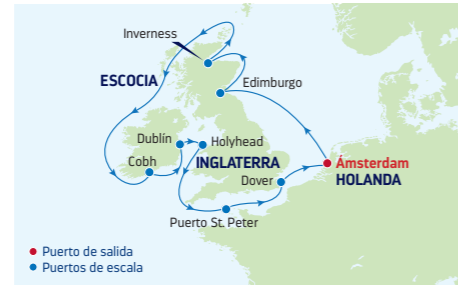 Inverness
ESCOCIA
Edimburgo
Dublín
Holyhead
Cobh
INGLATERRA
Ámsterdam
HOLANDA
Dover
Puerto St. Peter
Puerto de salida
Puertos de escala